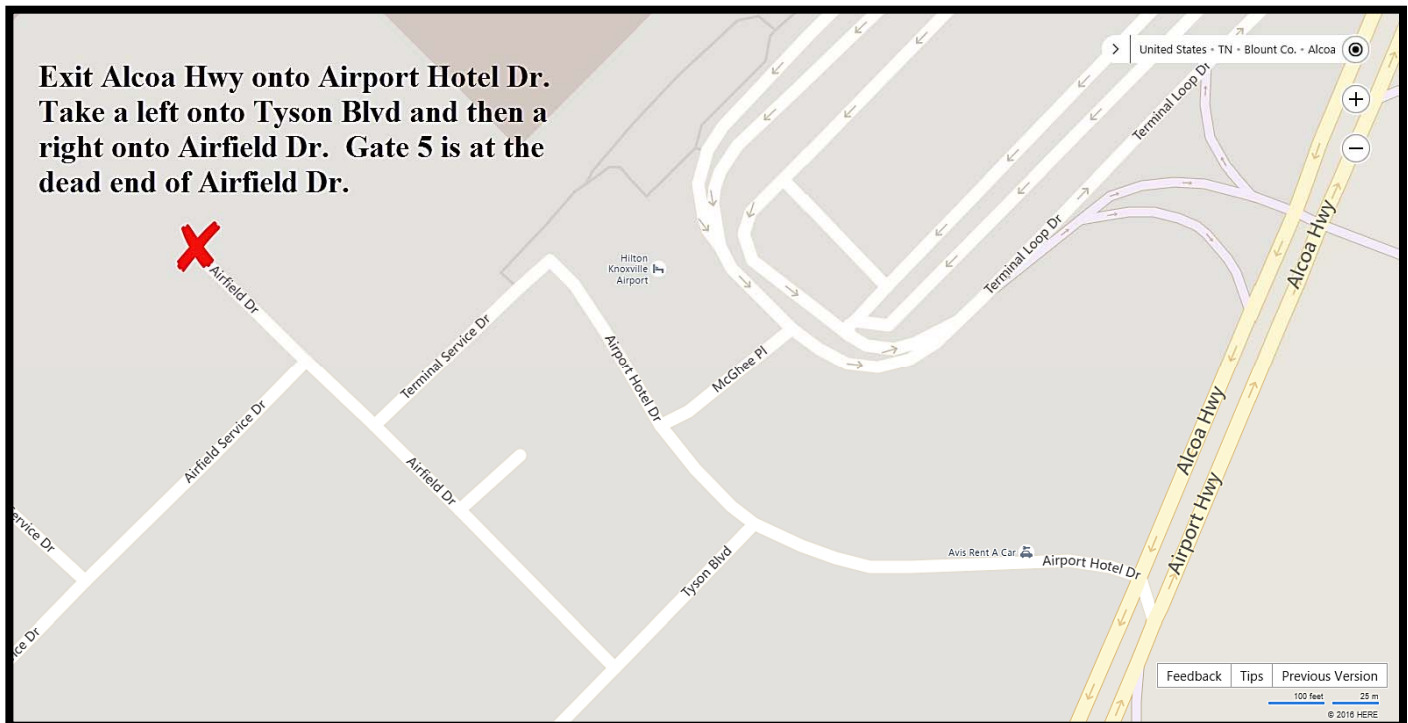 Exit Alcoa Hwy onto Airport Hotel Dr.
Take a left onto Tyson Blvd and then a
right onto Airfield Dr.  Gate 5 is at the
dead end of Airfield Dr.
United States • TN • Blount Co. • Alcoa
Terminal Loop Dr
Alcoa Hwy
Terminal Loop Dr
Hilton
Knoxville
Airport
Airfield Dr
Terminal Service Dr
Airport Hotel Dr
McGhee Pl
Alcoa Hwy
Airfield Service Dr
Airfield Dr
Airport Hwy
ervice Dr
Tyson Blvd
Avis Rent A Car
Airport Hotel Dr
ice Dr
Feedback
Tips
Previous Version
100 feet
25 m
© 2016 HERE